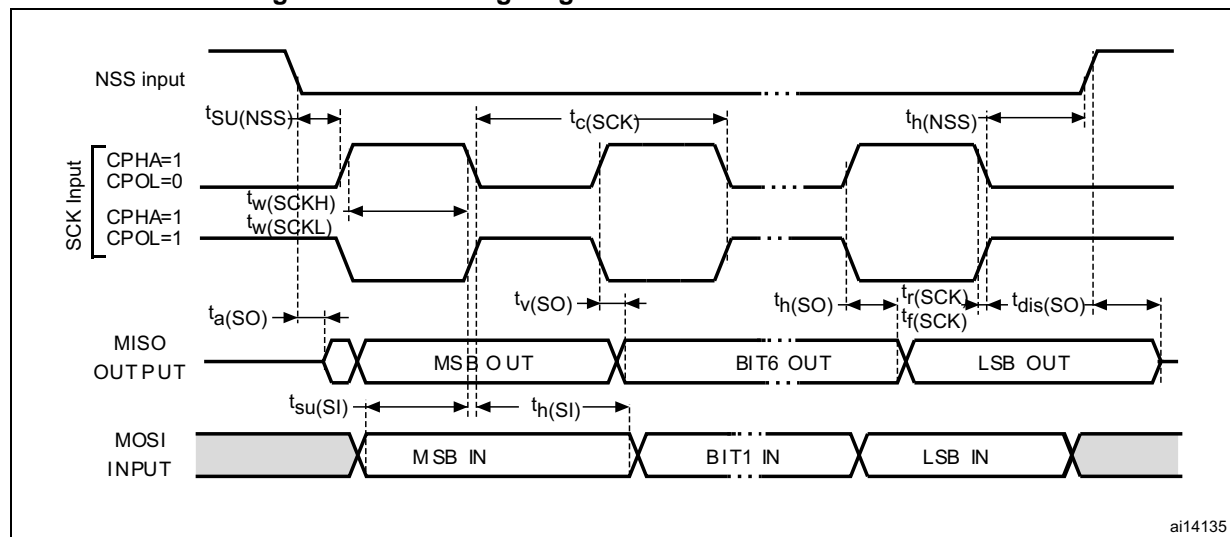 NSS input
tSU(NSS)
tc(SCK)
th(NSS)
SCK Input
CPHA=1
CPOL=0
CPHA=1
CPOL=1
tw(SCKH)
tw(SCKL)
ta(SO)
tv(SO)
th(SO)
tr(SCK)
tf(SCK)
tdis(SO)
MISO
OUTPUT
MSB OUT
BIT6 OUT
LSB OUT
tsu(SI)
th(SI)
MOSI
INPUT
MSB IN
BIT1 IN
LSB IN
ai14135